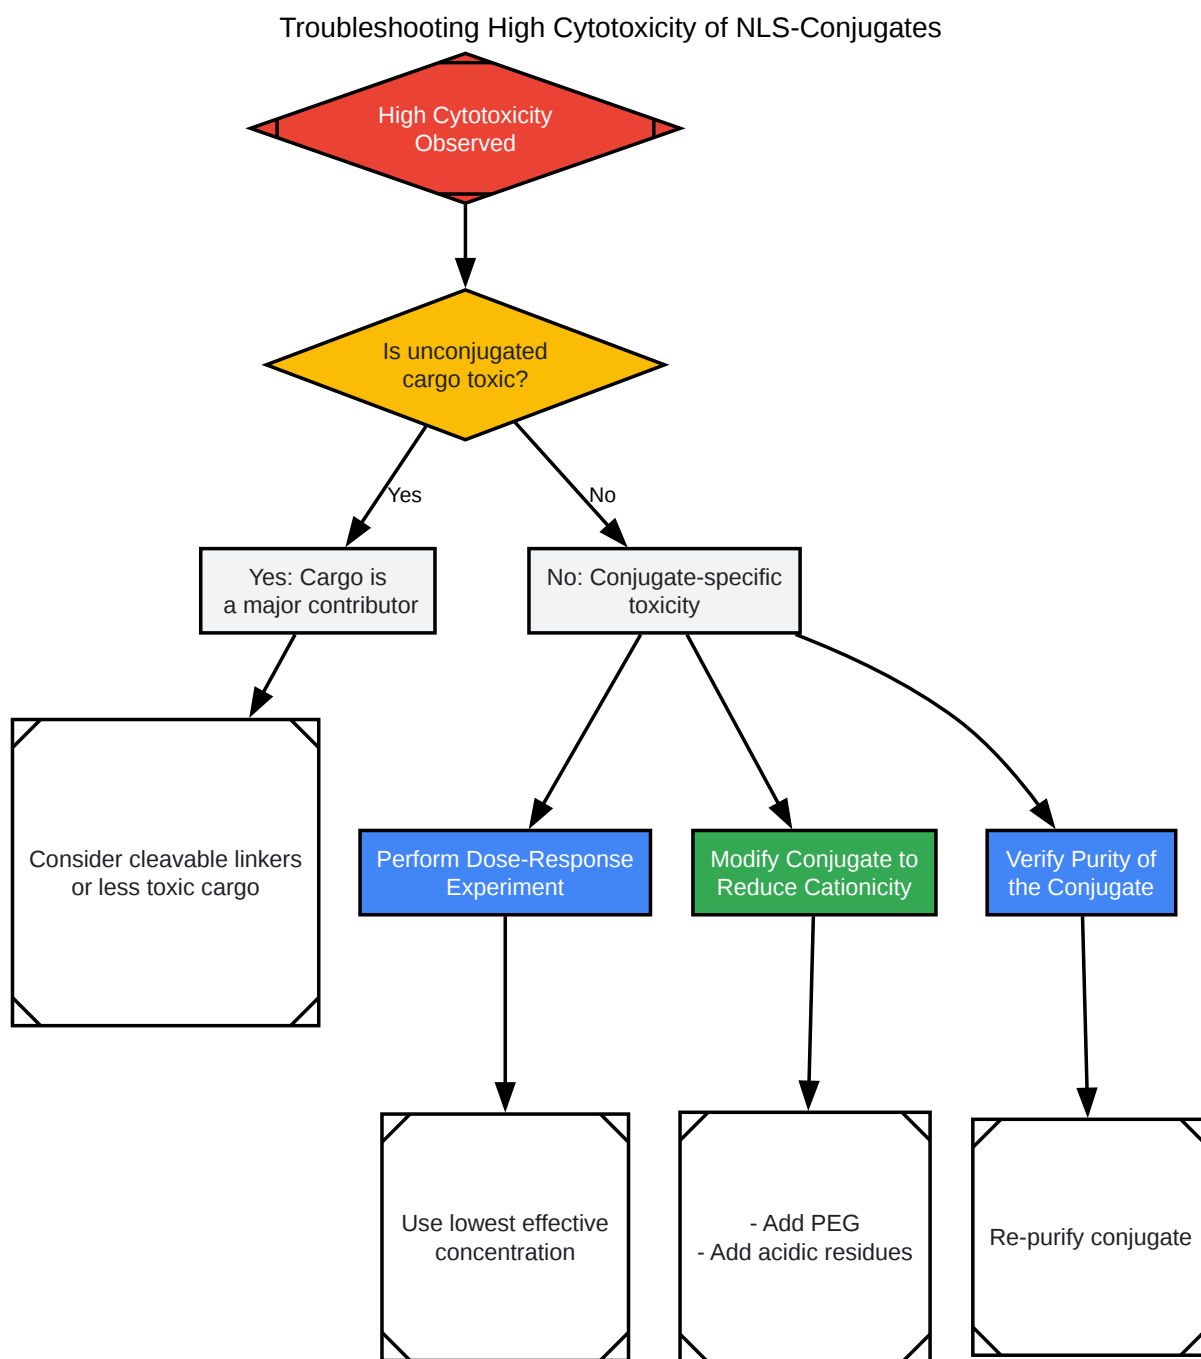 Troubleshooting High Cytotoxicity of NLS-Conjugates
High Cytotoxicity
Observed
Is unconjugated
cargo toxic?
Yes
No
Yes: Cargo is
a major contributor
No: Conjugate-specific
toxicity
Consider cleavable linkers
or less toxic cargo
Perform Dose-Response
Experiment
Modify Conjugate to
Reduce Cationicity
Verify Purity of
the Conjugate
Use lowest effective
concentration
- Add PEG
- Add acidic residues
Re-purify conjugate